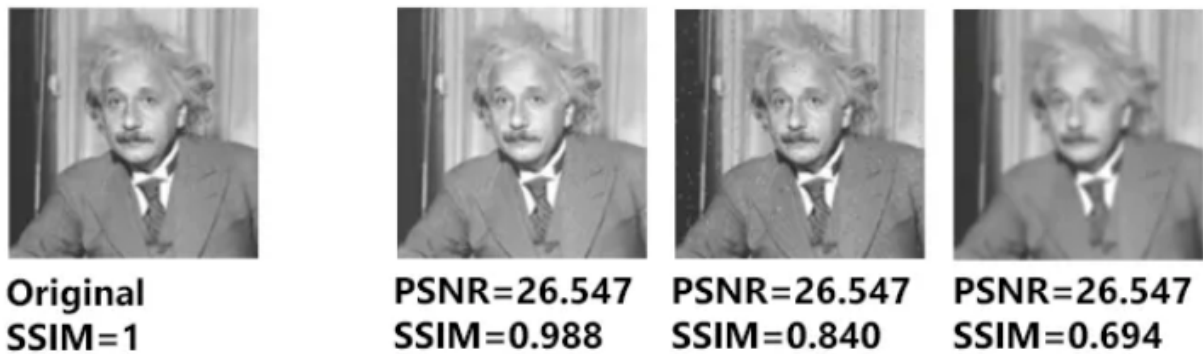 Original
SSIM=1
PSNR=26.547
SSIM=0.988
PSNR=26.547
SSIM=0.840
PSNR=26.547
SSIM=0.694